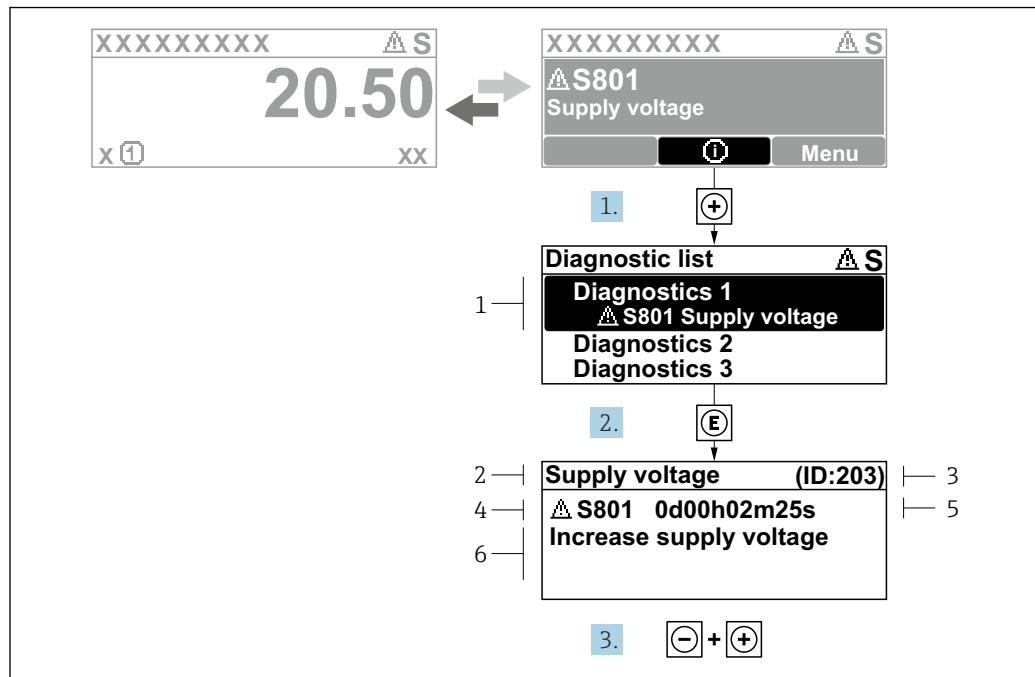 XXXXXXXXX ⚠ S
20.50
X ① XX
XXXXXXXXX ⚠ S
⚠ S801
Supply voltage
ⓘ Menu
1. +
Diagnostic list ⚠ S
1
Diagnostics 1
⚠ S801 Supply voltage
Diagnostics 2
Diagnostics 3
2. E
2 Supply voltage (ID:203) 3
4 ⚠ S801 0d00h02m25s 5
6 Increase supply voltage
3. − + +